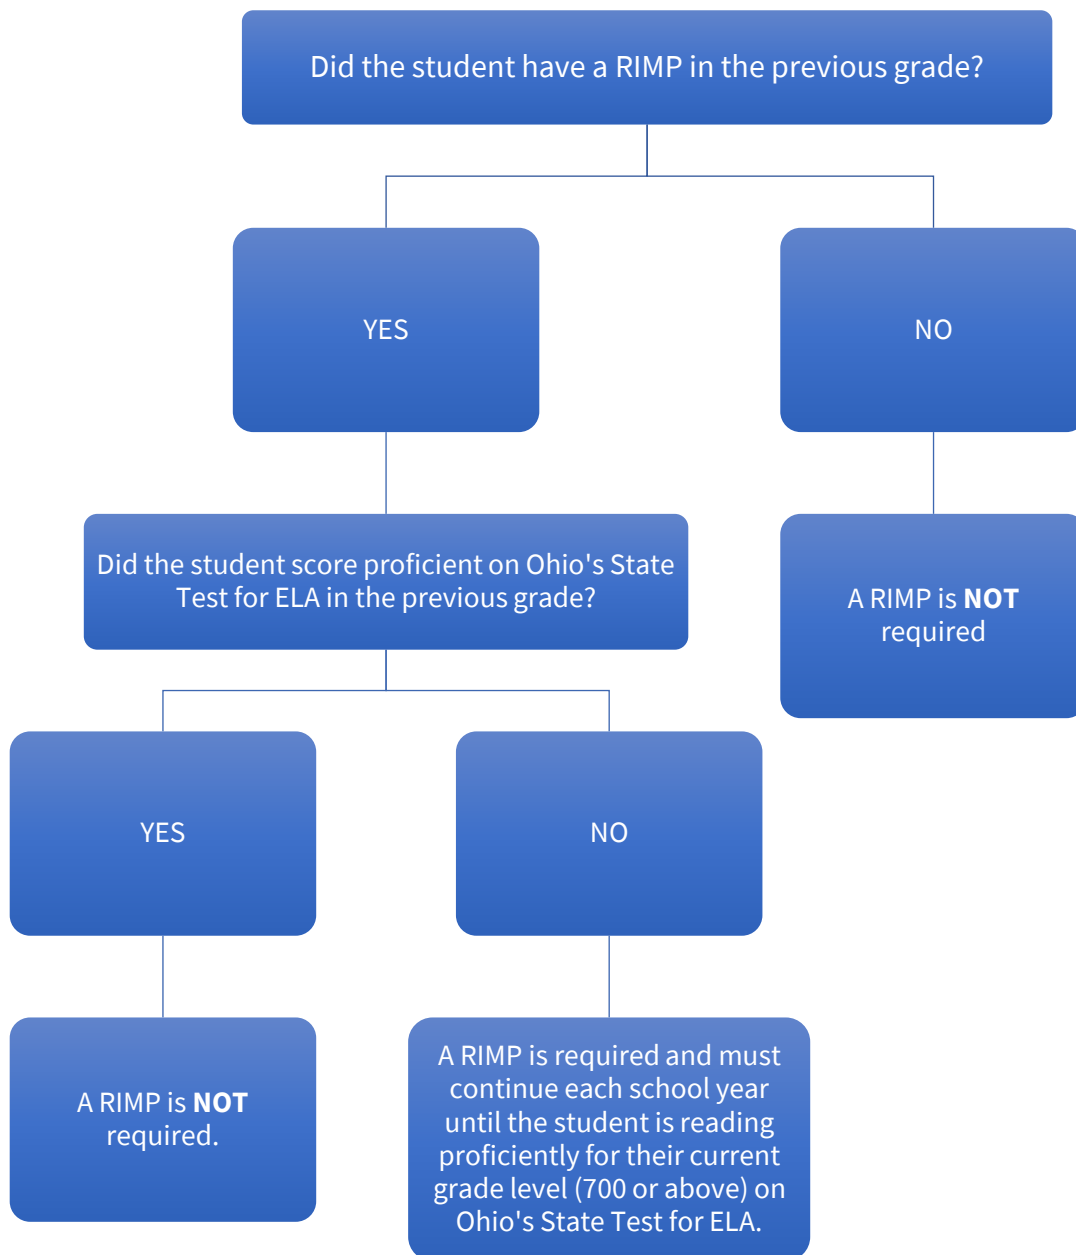 Did the student have a RIMP in the previous grade?
YES
NO
Did the student score proficient on Ohio's State
Test for ELA in the previous grade?
A RIMP is NOT
required
YES
NO
A RIMP is NOT
required.
A RIMP is required and must
continue each school year
until the student is reading
proficiently for their current
grade level (700 or above) on
Ohio's State Test for ELA.